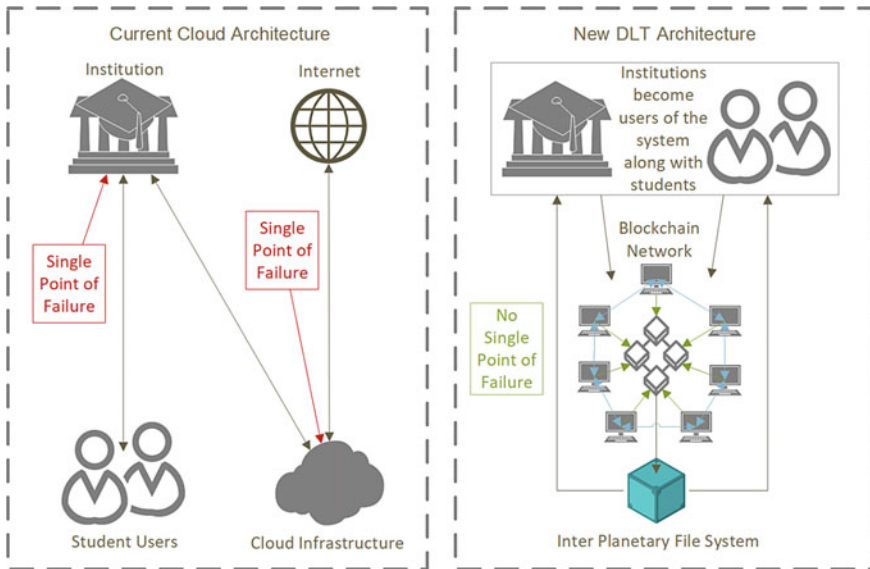 Current Cloud Architecture
Institution
Internet
Single
Point of
Failure
Single
Point of
Failure
Student Users
Cloud Infrastructure
New DLT Architecture
Institutions
become
users of the
system
along with
students
Blockchain
Network
No
Single
Point of
Failure
Inter Planetary File System